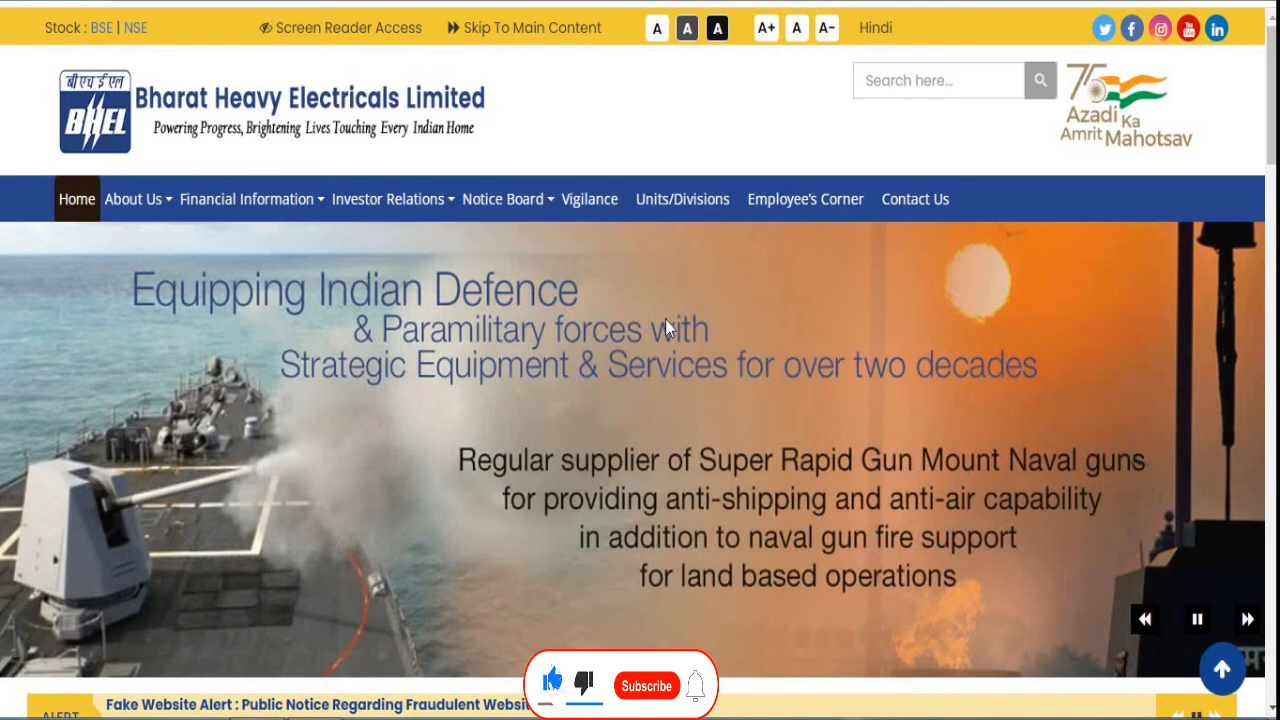 Stock : BSE | NSE
Screen Reader Access
Skip To Main Content
A A A
A+ A A-
Hindi
बी एच ई एल
BHEL
Bharat Heavy Electricals Limited
Powering Progress, Brightening Lives Touching Every Indian Home
Search here...
75
Azadi Ka
Amrit Mahotsav
Home
About Us
Financial Information
Investor Relations
Notice Board
Vigilance
Units/Divisions
Employee's Corner
Contact Us
Equipping Indian Defence
& Paramilitary forces with
Strategic Equipment & Services for over two decades
Regular supplier of Super Rapid Gun Mount Naval guns
for providing anti-shipping and anti-air capability
in addition to naval gun fire support
for land based operations
Subscribe
ALERT
Fake Website Alert : Public Notice Regarding Fraudulent